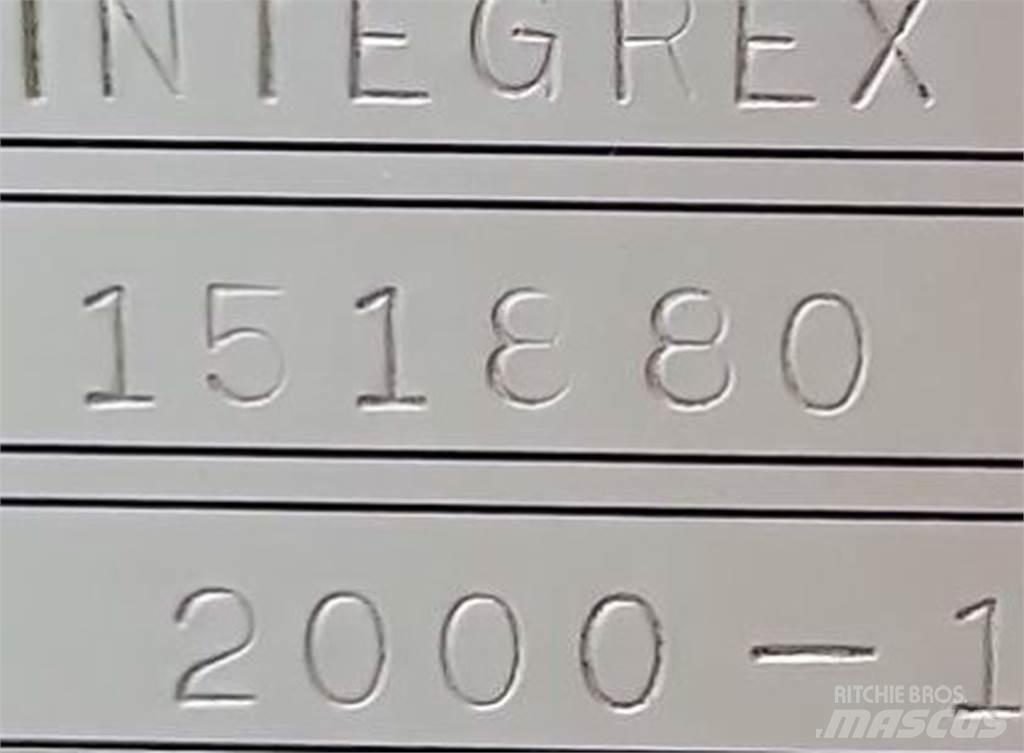 INTEGREX
151880
2000-1
RITCHIE BROS.
mascus